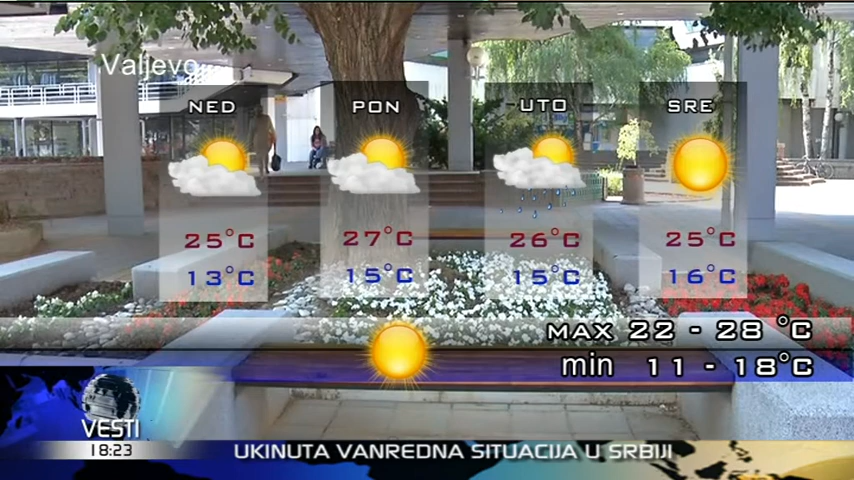 Valjevo
NED PON UTO SRE
25°C 27°C 26°C 25°C
13°C 15°C 15°C 16°C
MAX 22 - 28 °C
min 11 - 18°C
VESTI
18:23 UKINUTA VANREDNA SITUACIJA U SRBIJI